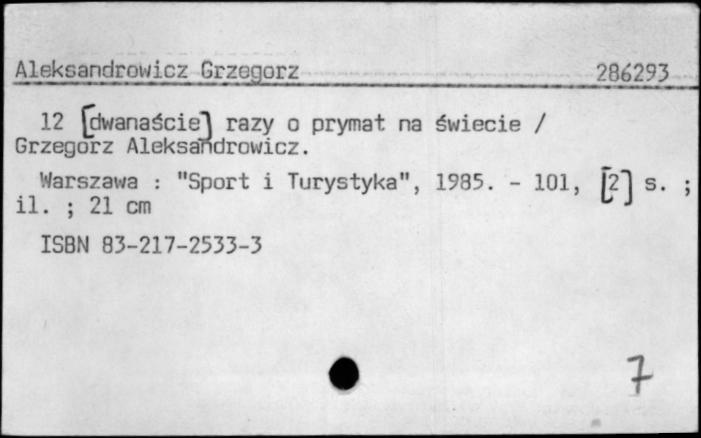 Aleksandrowicz Grzegorz 286293
12 [dwanaście] razy o prymat na świecie /
Grzegorz Aleksandrowicz.
Warszawa : "Sport i Turystyka", 1985. - 101, [2] s. ;
il. ; 21 cm
ISBN 83-217-2533-3
7